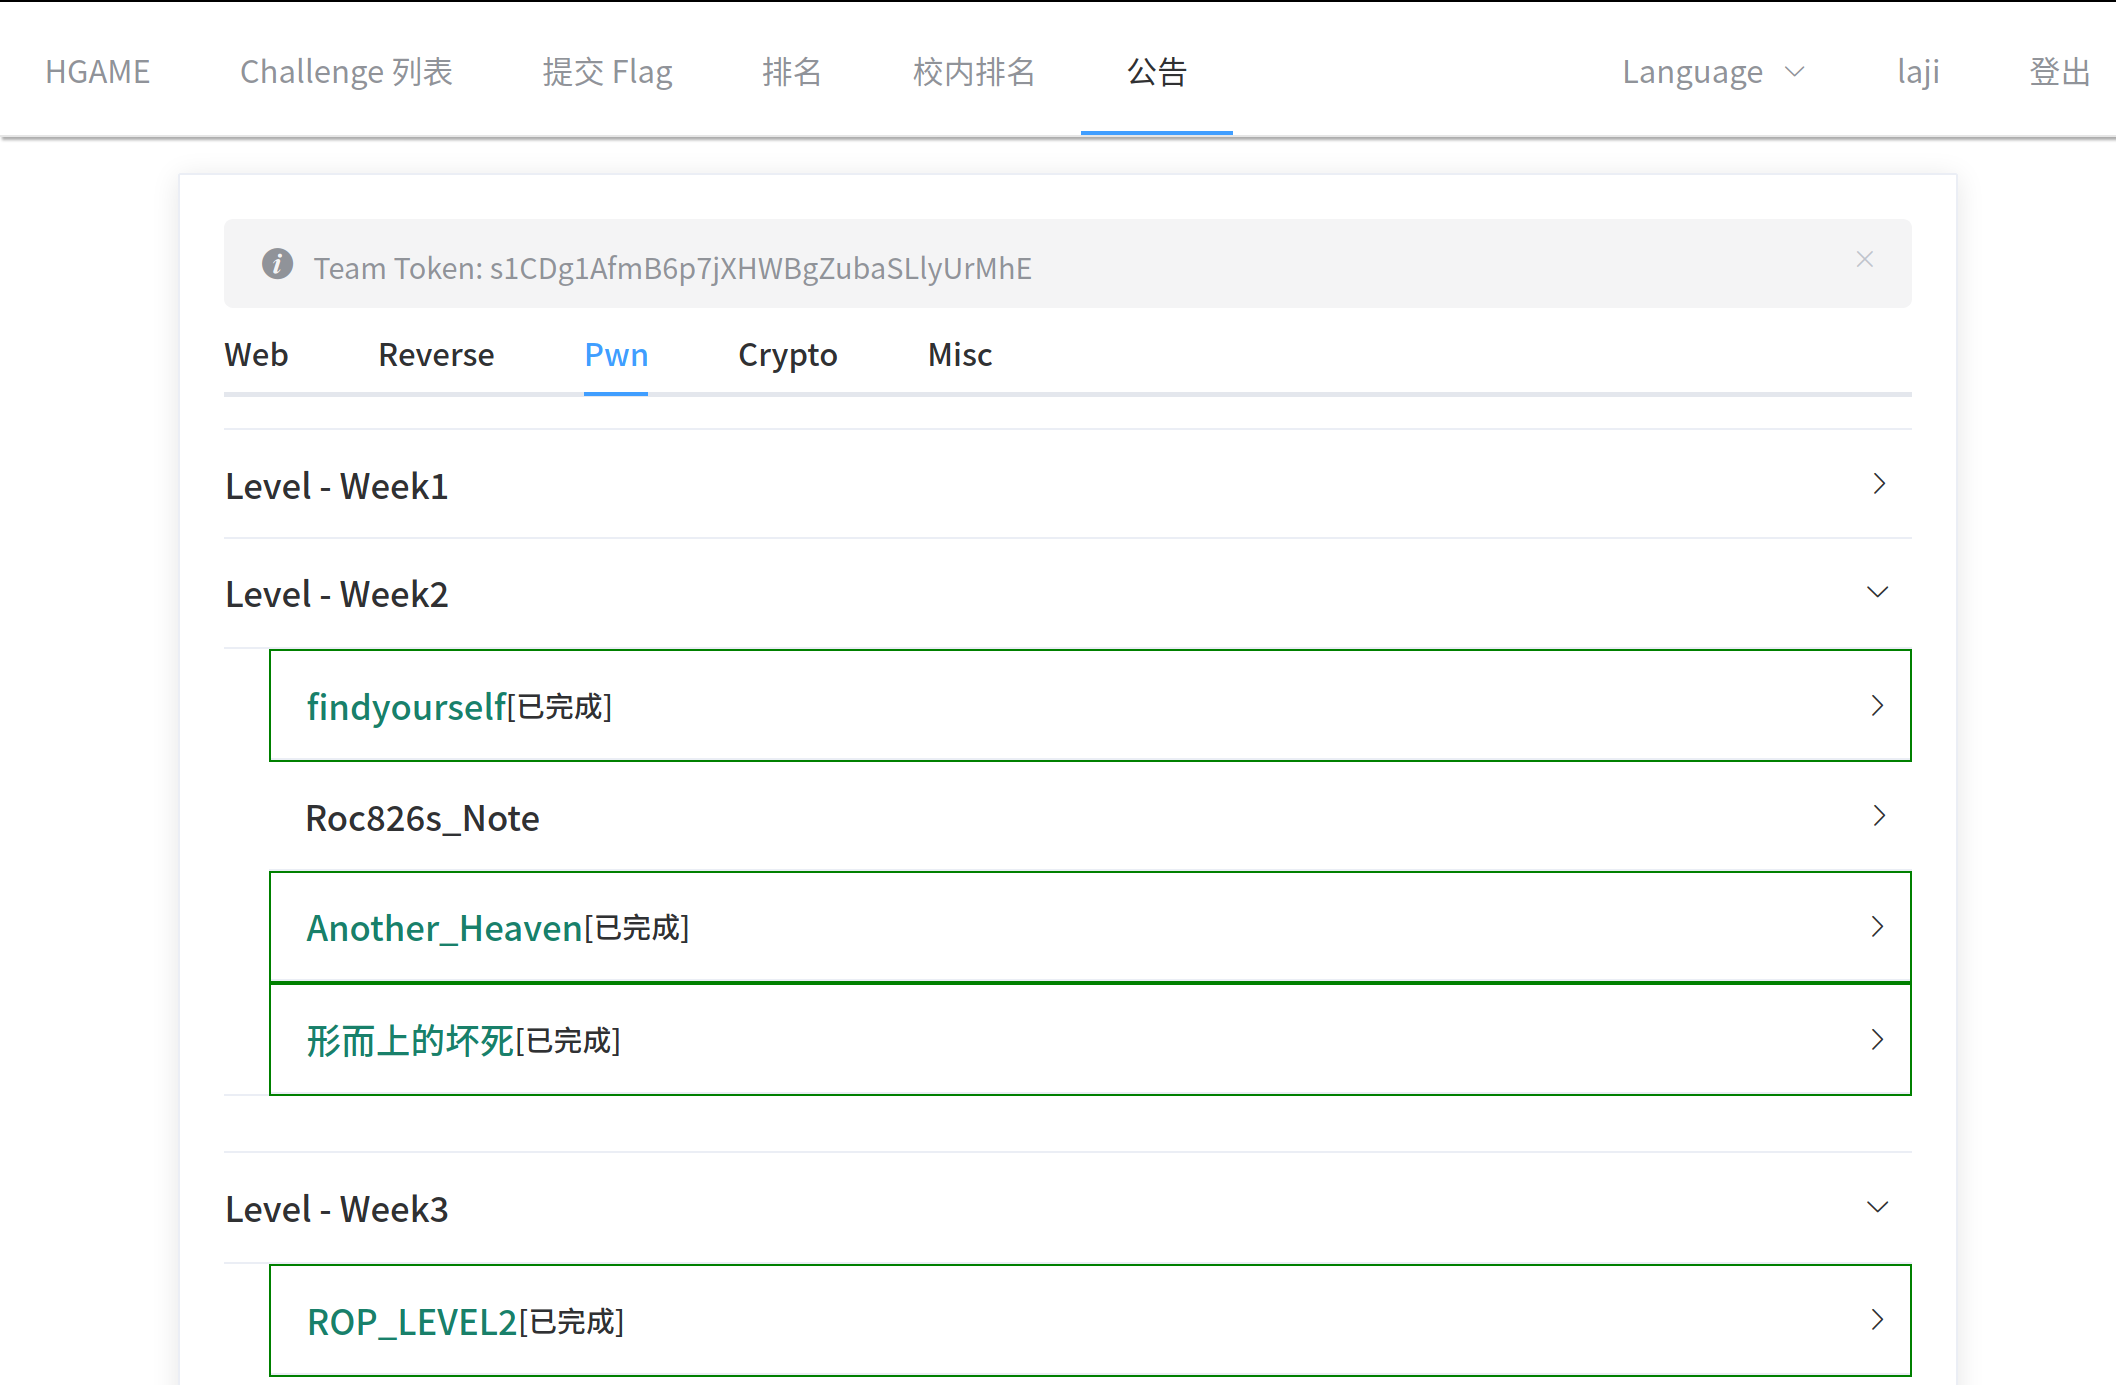 HGAME Challenge 列表 提交 Flag 排名 校内排名 公告 Language laji 登出
Team Token: s1CDg1AfmB6p7jXHWBgZubaSLlyUrMhE
Web Reverse Pwn Crypto Misc
Level - Week1
Level - Week2
findyourself[已完成]
Roc826s_Note
Another_Heaven[已完成]
形而上的坏死[已完成]
Level - Week3
ROP_LEVEL2[已完成]